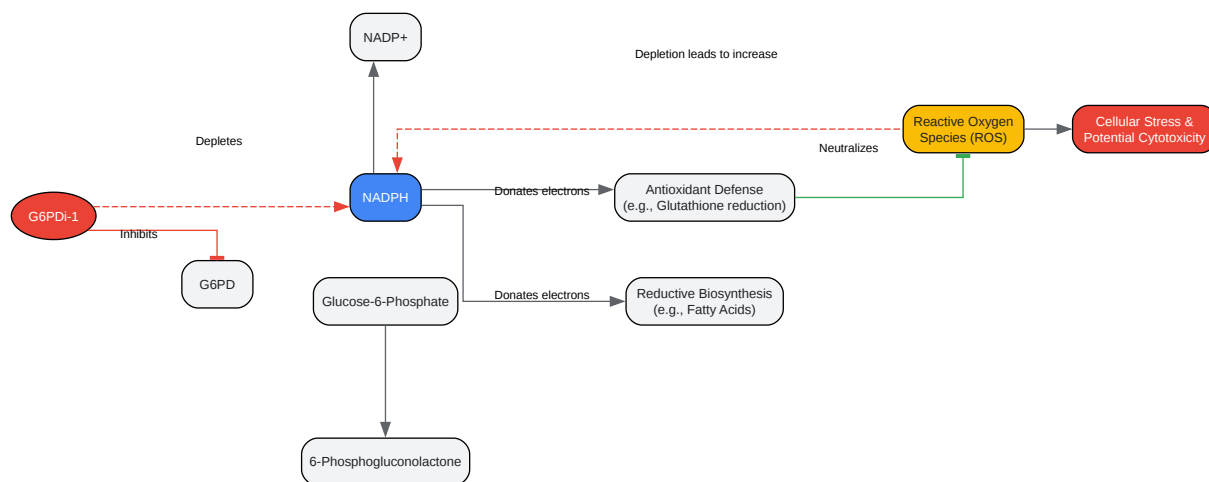 NADP+
Depletion leads to increase
Reactive Oxygen
Species (ROS)
Cellular Stress &
Potential Cytotoxicity
Depletes
Neutralizes
NADPH
Donates electrons
Antioxidant Defense
(e.g., Glutathione reduction)
G6PDi-1
Inhibits
G6PD
Glucose-6-Phosphate
Donates electrons
Reductive Biosynthesis
(e.g., Fatty Acids)
6-Phosphogluconolactone